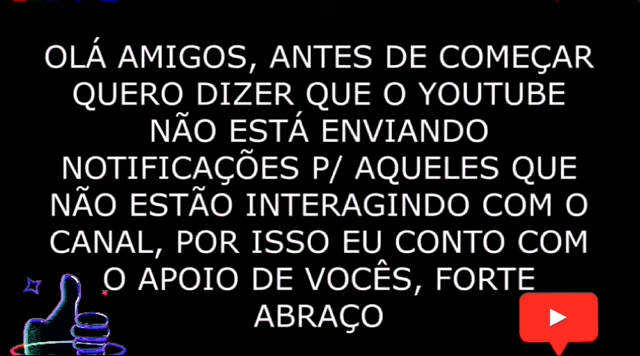 OLÁ AMIGOS, ANTES DE COMEÇAR
QUERO DIZER QUE O YOUTUBE
NÃO ESTÁ ENVIANDO
NOTIFICAÇÕES P/ AQUELES QUE
NÃO ESTÃO INTERAGINDO COM O
CANAL, POR ISSO EU CONTO COM
O APOIO DE VOCÊS, FORTE
ABRAÇO